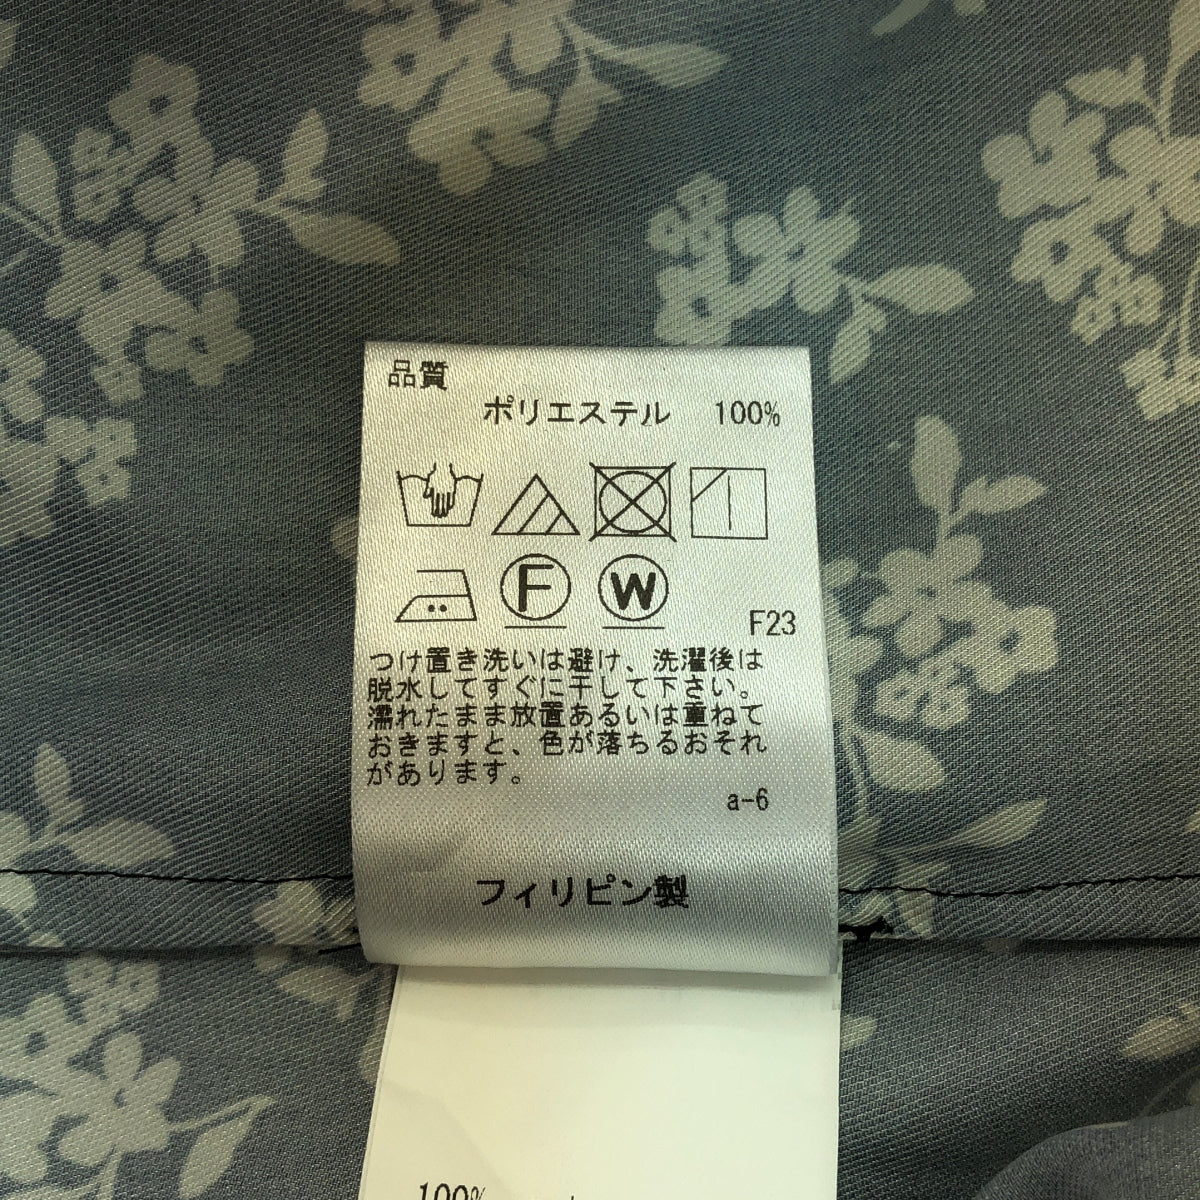 品質
ポリエステル 100%
F W
F23
つけ置き洗いは避け、洗濯後は
脱水してすぐに干して下さい。
濡れたまま放置あるいは重ねて
おきますと、色が落ちるおそれ
があります。
a-6
フィリピン製
100%